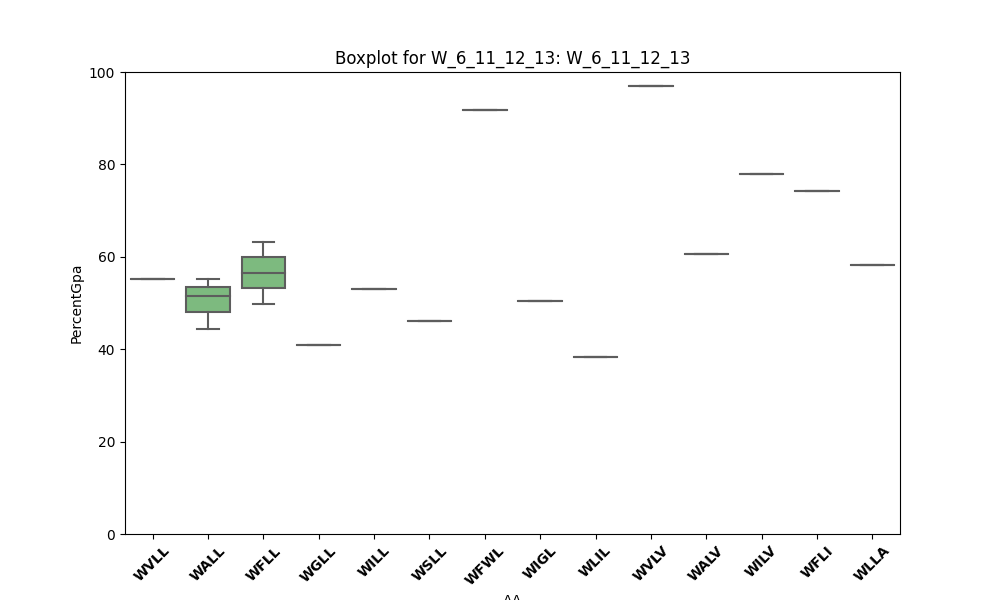 Boxplot for W_6_11_12_13: W_6_11_12_13
PercentGpa
100
80
60
40
20
0
WVLL WALL WFLL WGLL WILL WSLL WFWL WIGL WLIL WVLV WALV WILV WFLI WLLA
AA